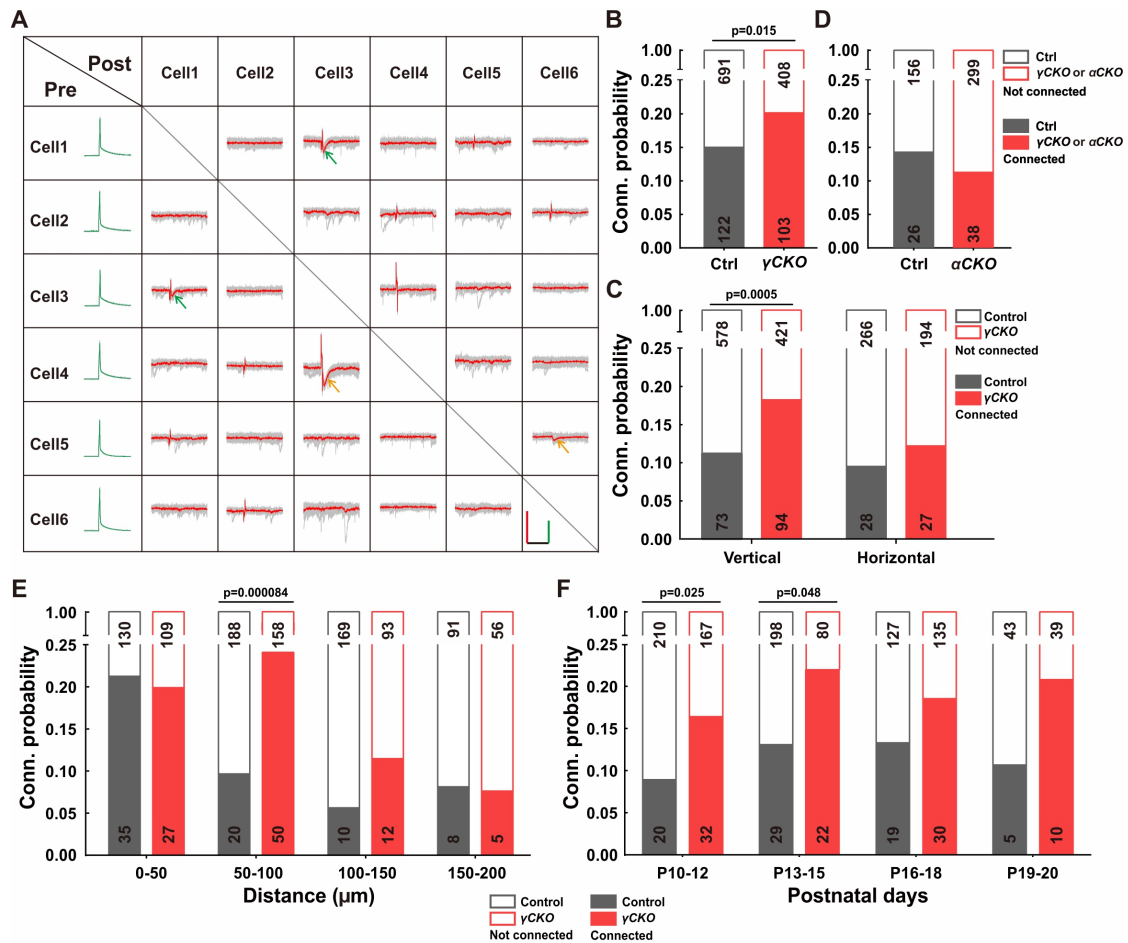 A
Post
Pre
Cell1
Cell2
Cell3
Cell4
Cell5
Cell6
Cell1
Cell2
Cell3
Cell4
Cell5
Cell6
B
p=0.015
Conn. probability
1.00
0.25
0.20
0.15
0.10
0.05
0.00
691
408
122
103
Ctrl
γCKO
D
1.00
0.25
0.20
0.15
0.10
0.05
0.00
156
299
26
38
Ctrl
αCKO
Ctrl
γCKO or αCKO
Not connected
Ctrl
γCKO or αCKO
Connected
C
p=0.0005
Conn. probability
1.00
0.25
0.20
0.15
0.10
0.05
0.00
578
421
266
194
73
94
28
27
Vertical
Horizontal
Control
γCKO
Not connected
Control
γCKO
Connected
E
p=0.000084
Conn. probability
1.00
0.25
0.20
0.15
0.10
0.05
0.00
130
109
188
158
169
93
91
56
35
27
20
50
10
12
8
5
0-50
50-100
100-150
150-200
Distance (μm)
F
p=0.025
p=0.048
Conn. probability
1.00
0.25
0.20
0.15
0.10
0.05
0.00
210
167
198
80
127
135
43
39
20
32
29
22
19
30
5
10
P10-12
P13-15
P16-18
P19-20
Postnatal days
Control
γCKO
Not connected
Control
γCKO
Connected